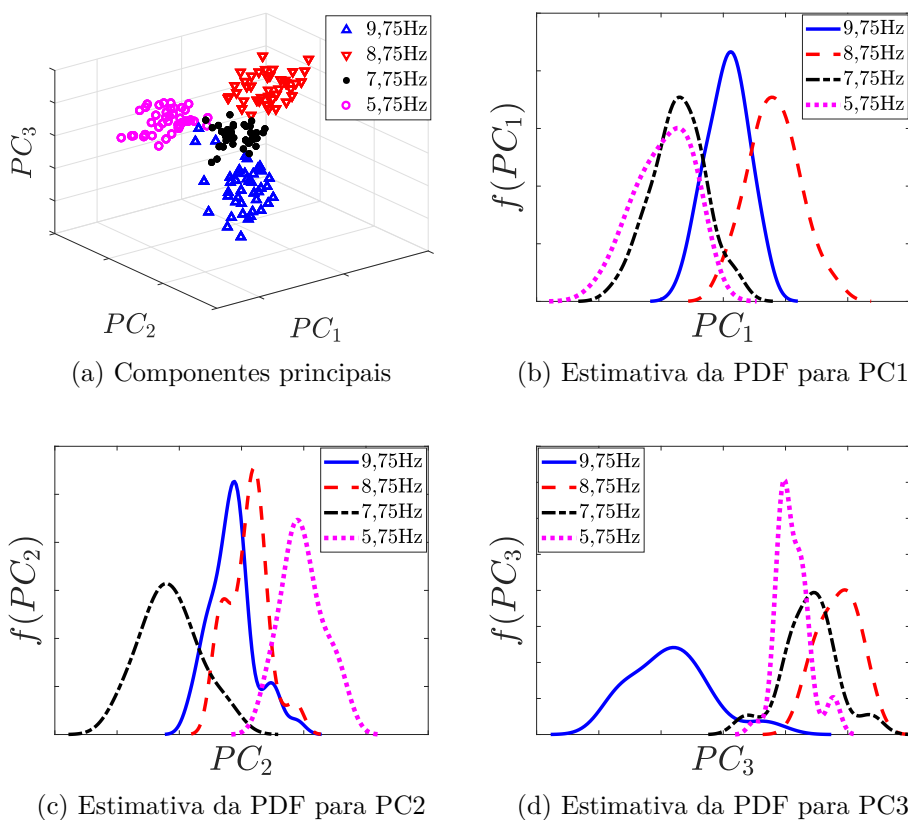 9,75Hz
8,75Hz
7,75Hz
5,75Hz
PC3
PC2
PC1
(a) Componentes principais
9,75Hz
8,75Hz
7,75Hz
5,75Hz
f(PC1)
PC1
(b) Estimativa da PDF para PC1
9,75Hz
8,75Hz
7,75Hz
5,75Hz
f(PC2)
PC2
(c) Estimativa da PDF para PC2
9,75Hz
8,75Hz
7,75Hz
5,75Hz
f(PC3)
PC3
(d) Estimativa da PDF para PC3